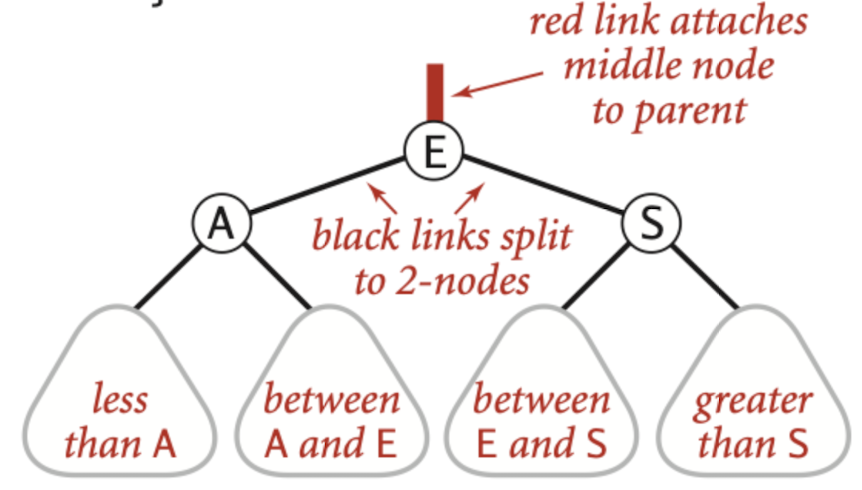 red link attaches
middle node
to parent
E
A
S
black links split
to 2-nodes
less
than A
between
A and E
between
E and S
greater
than S